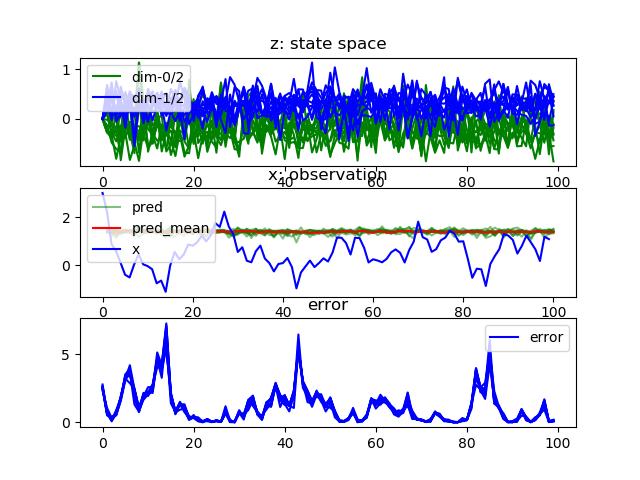 z: state space
1
0
dim-0/2
dim-1/2
0 20 40 60 80 100
x: observation
2
0
pred
pred_mean
x
0 20 40 60 80 100
error
5
0
error
0 20 40 60 80 100